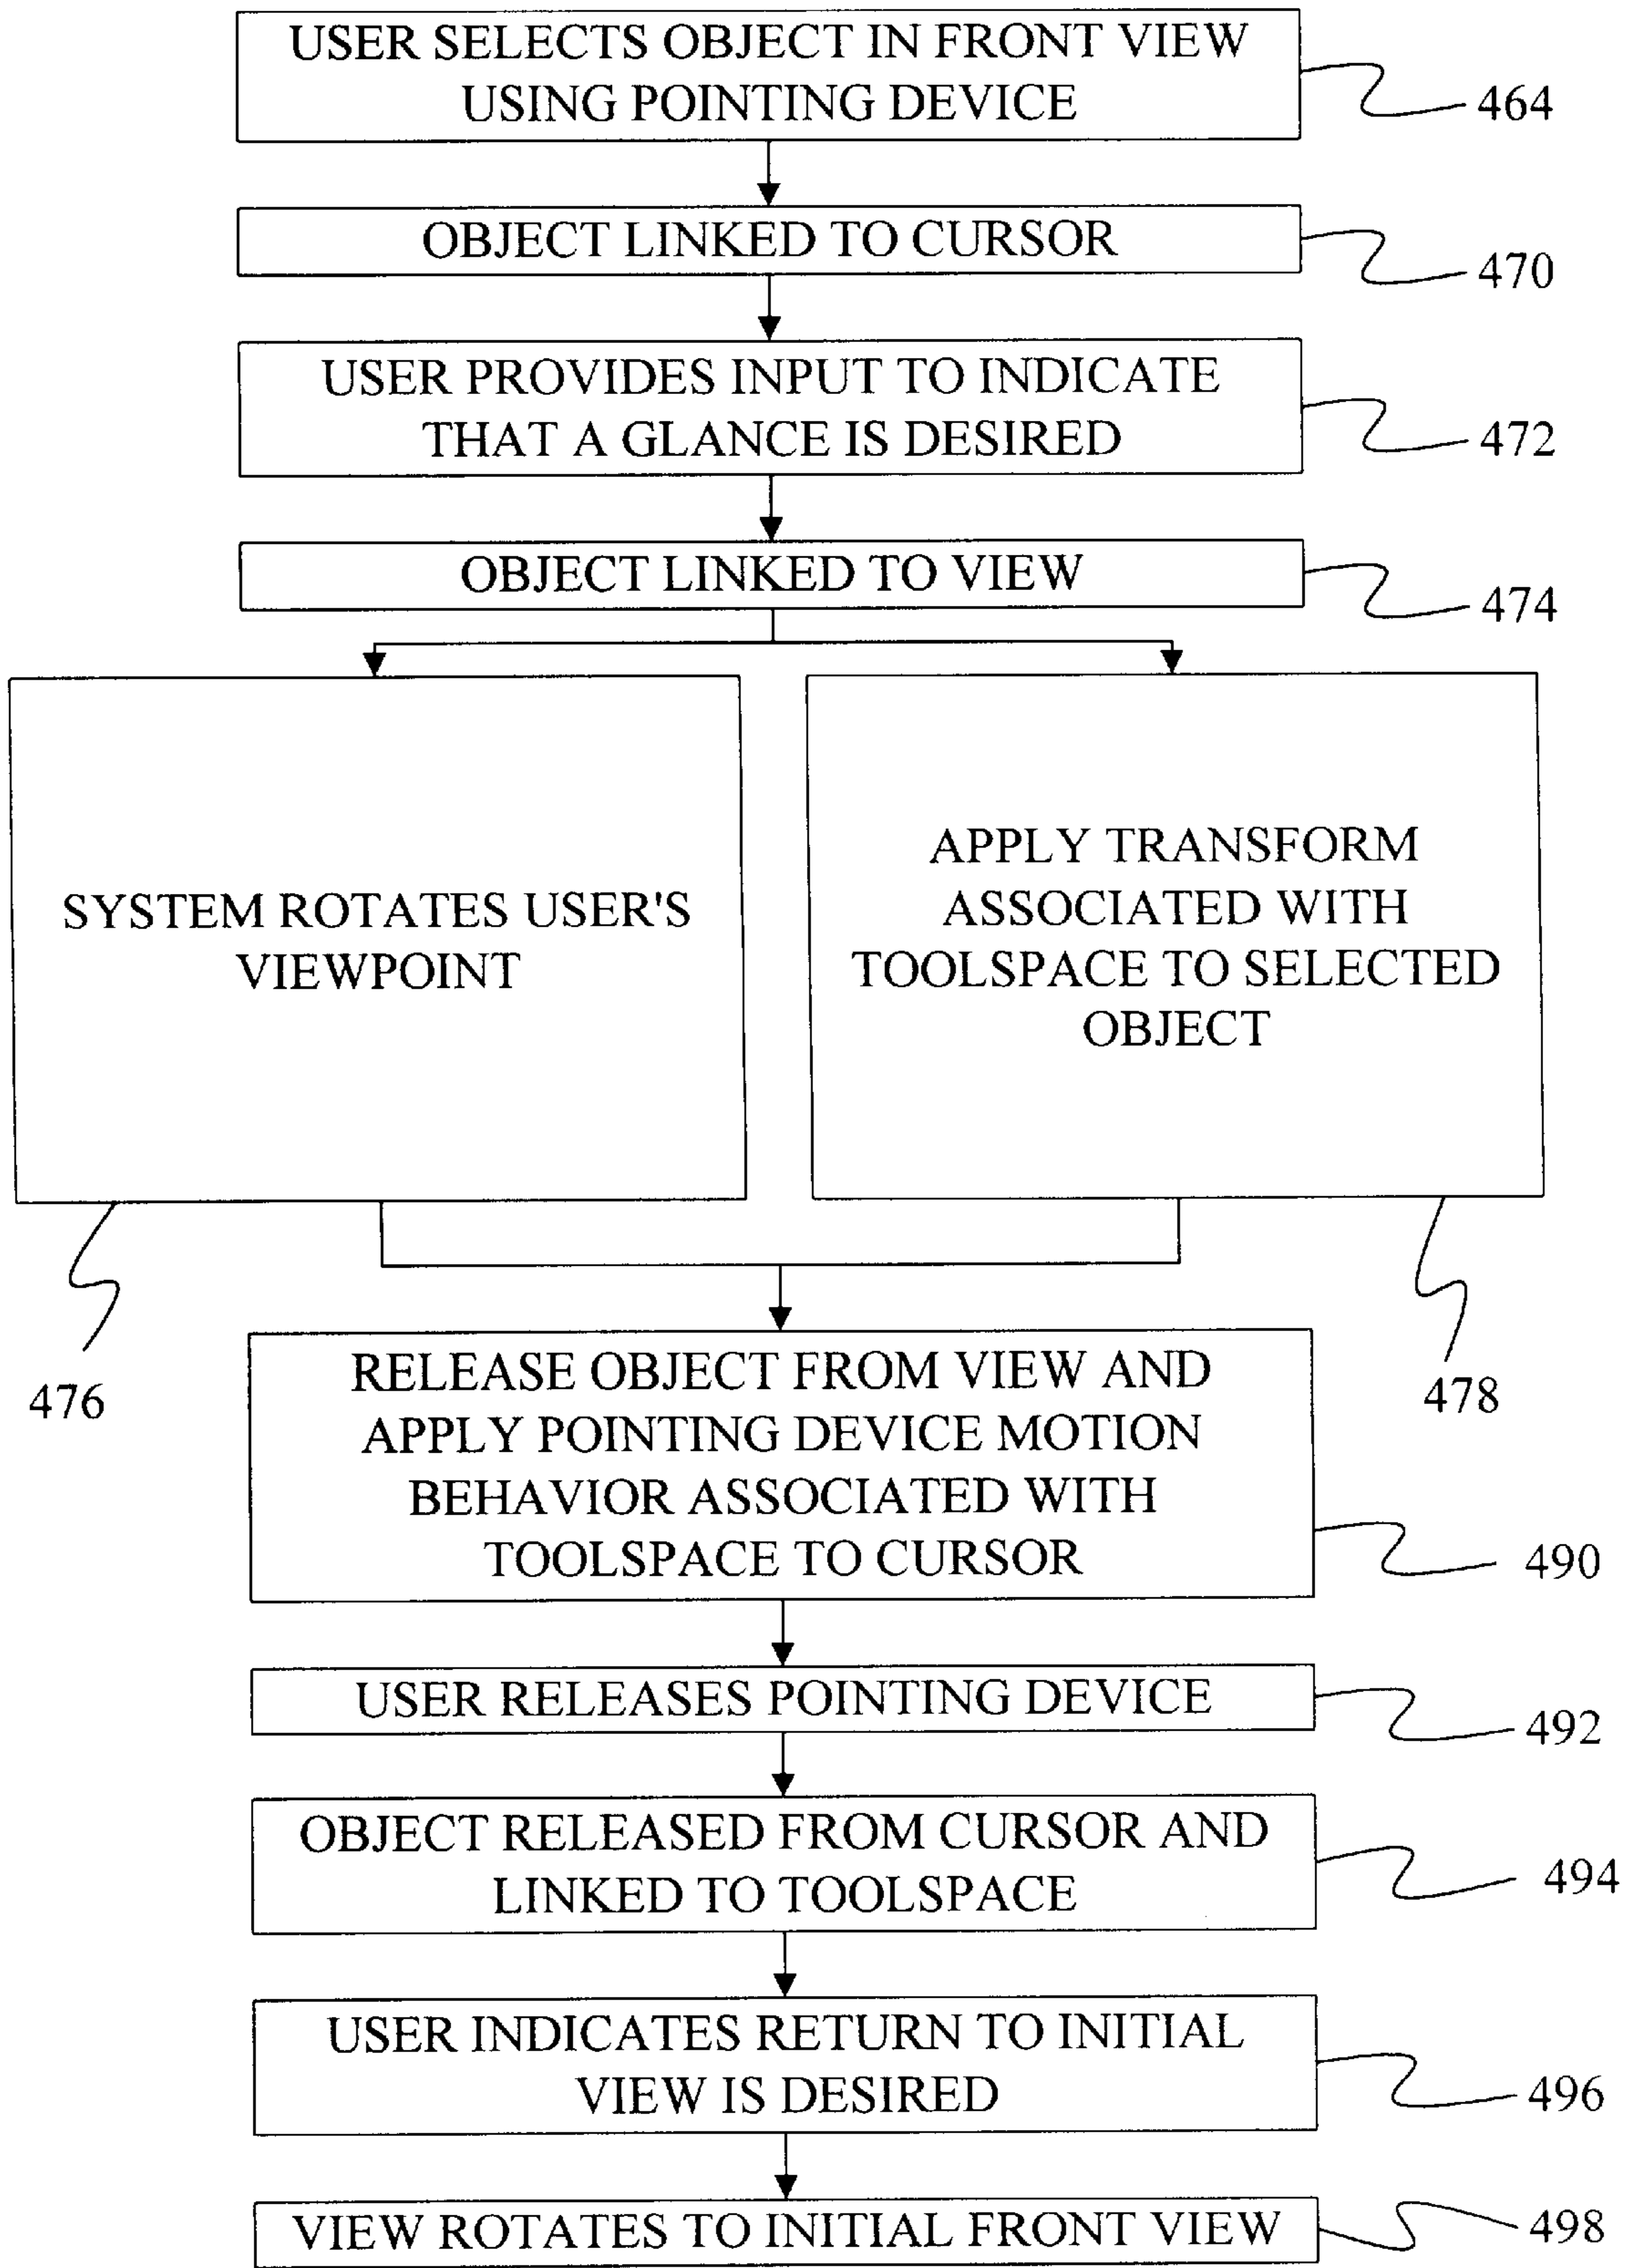 USER SELECTS OBJECT IN FRONT VIEW
USING POINTING DEVICE
464
OBJECT LINKED TO CURSOR
470
USER PROVIDES INPUT TO INDICATE
THAT A GLANCE IS DESIRED
472
OBJECT LINKED TO VIEW
474
SYSTEM ROTATES USER'S
VIEWPOINT
476
APPLY TRANSFORM
ASSOCIATED WITH
TOOLSPACE TO SELECTED
OBJECT
478
RELEASE OBJECT FROM VIEW AND
APPLY POINTING DEVICE MOTION
BEHAVIOR ASSOCIATED WITH
TOOLSPACE TO CURSOR
490
USER RELEASES POINTING DEVICE
492
OBJECT RELEASED FROM CURSOR AND
LINKED TO TOOLSPACE
494
USER INDICATES RETURN TO INITIAL
VIEW IS DESIRED
496
VIEW ROTATES TO INITIAL FRONT VIEW
498